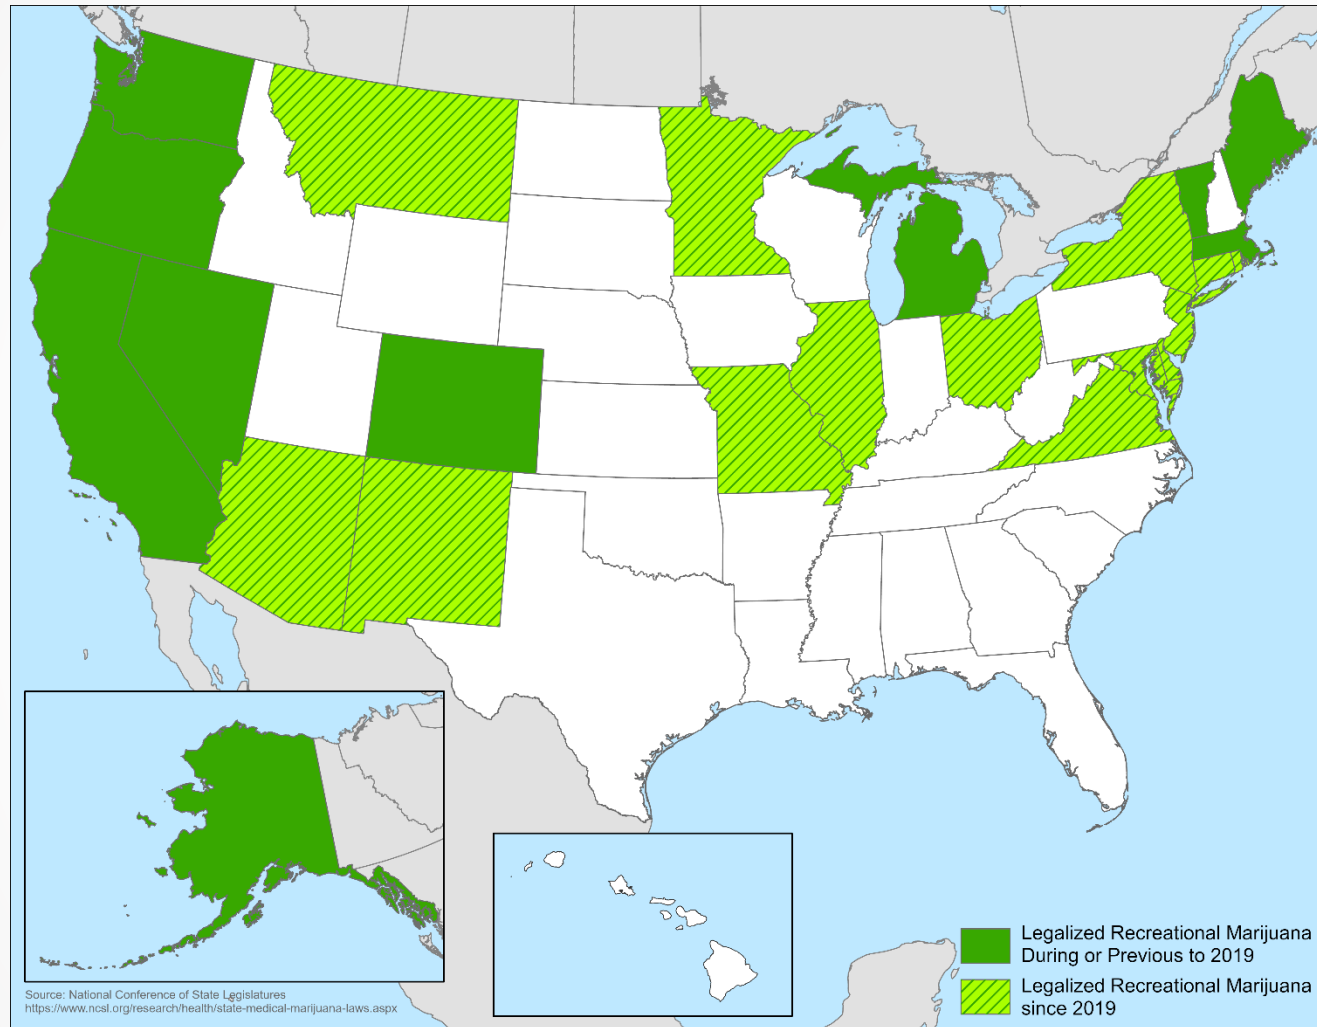 Legalized Recreational Marijuana
During or Previous to 2019
Legalized Recreational Marijuana
since 2019
Source: National Conference of State Legislatures
https://www.ncsl.org/research/health/state-medical-marijuana-laws.aspx